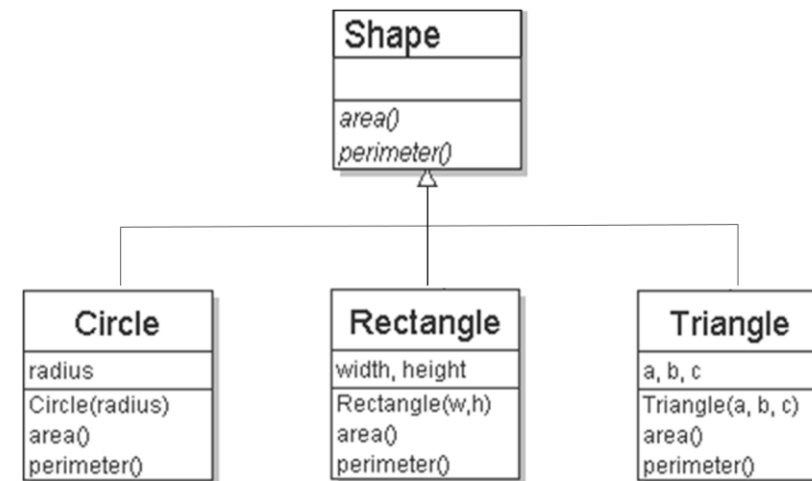 Shape
area()
perimeter()
Circle
radius
Circle(radius)
area()
perimeter()
Rectangle
width, height
Rectangle(w,h)
area()
perimeter()
Triangle
a, b, c
Triangle(a, b, c)
area()
perimeter()